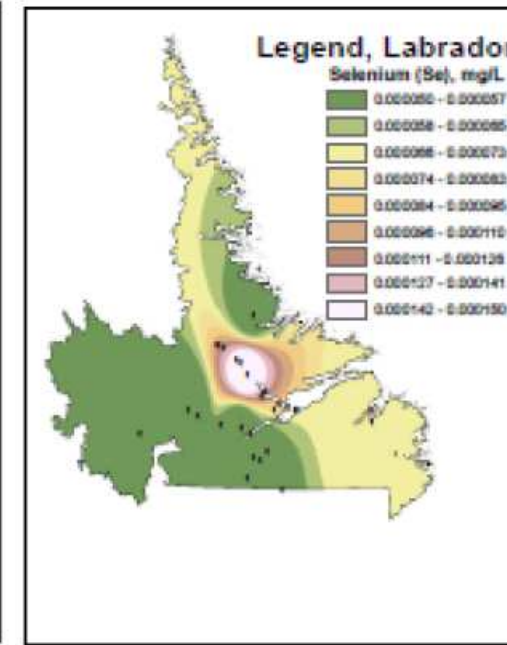 Legend, Labrador
Selenium (Se), mg/L
0.000050 - 0.000057
0.000058 - 0.000065
0.000066 - 0.000073
0.000074 - 0.000083
0.000084 - 0.000095
0.000096 - 0.000110
0.000111 - 0.000126
0.000127 - 0.000141
0.000142 - 0.000150